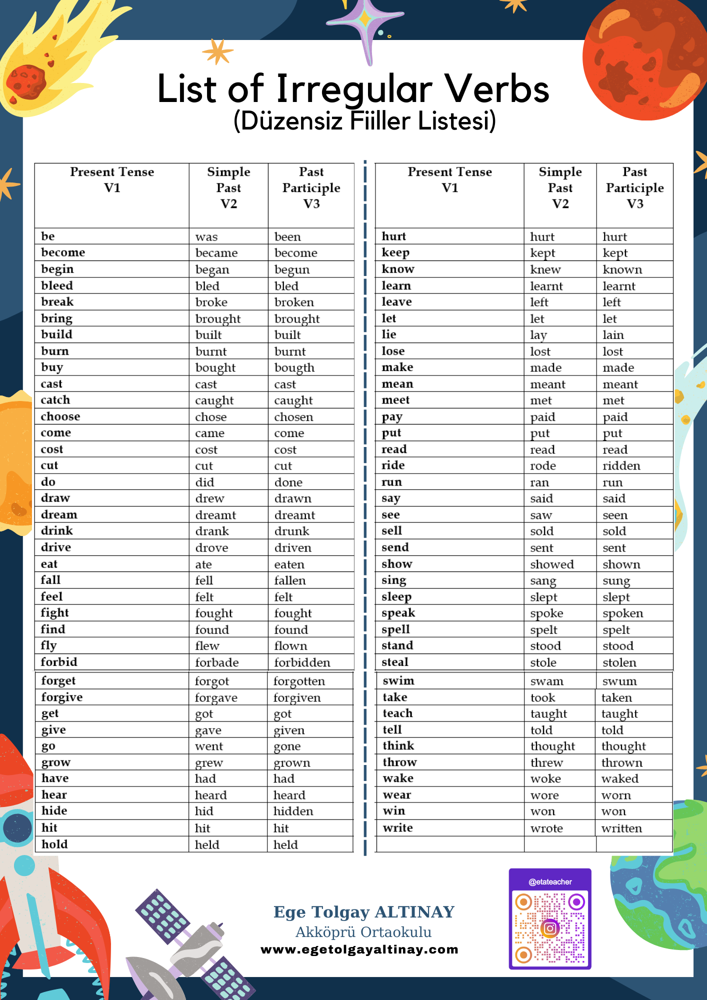 List of Irregular Verbs
(Düzensiz Fiiller Listesi)
Present Tense V1 Simple Past V2 Past Participle V3
be was been
become became become
begin began begun
bleed bled bled
break broke broken
bring brought brought
build built built
burn burnt burnt
buy bought bougth
cast cast cast
catch caught caught
choose chose chosen
come came come
cost cost cost
cut cut cut
do did done
draw drew drawn
dream dreamt dreamt
drink drank drunk
drive drove driven
eat ate eaten
fall fell fallen
feel felt felt
fight fought fought
find found found
fly flew flown
forbid forbade forbidden
forget forgot forgotten
forgive forgave forgiven
get got got
give gave given
go went gone
grow grew grown
have had had
hear heard heard
hide hid hidden
hit hit hit
hold held held
Present Tense V1 Simple Past V2 Past Participle V3
hurt hurt hurt
keep kept kept
know knew known
learn learnt learnt
leave left left
let let let
lie lay lain
lose lost lost
make made made
mean meant meant
meet met met
pay paid paid
put put put
read read read
ride rode ridden
run ran run
say said said
see saw seen
sell sold sold
send sent sent
show showed shown
sing sang sung
sleep slept slept
speak spoke spoken
spell spelt spelt
stand stood stood
steal stole stolen
swim swam swum
take took taken
teach taught taught
tell told told
think thought thought
throw threw thrown
wake woke waked
wear wore worn
win won won
write wrote written
@etateacher
Ege Tolgay ALTINAY
Akköprü Ortaokulu
www.egetolgayaltinay.com